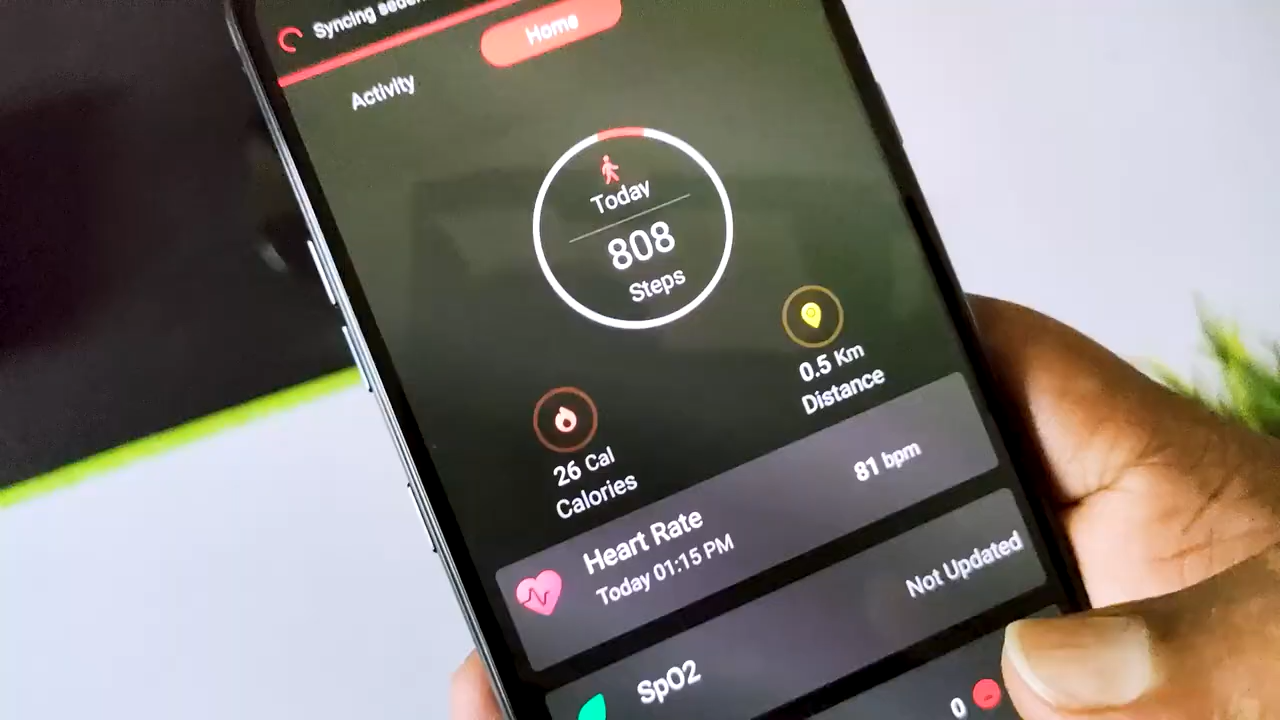 Syncing
Home
Activity
Today
808
Steps
0.5 Km
Distance
26 Cal
Calories
Heart Rate
Today 01:15 PM
81 bpm
SpO2
Not Updated
0